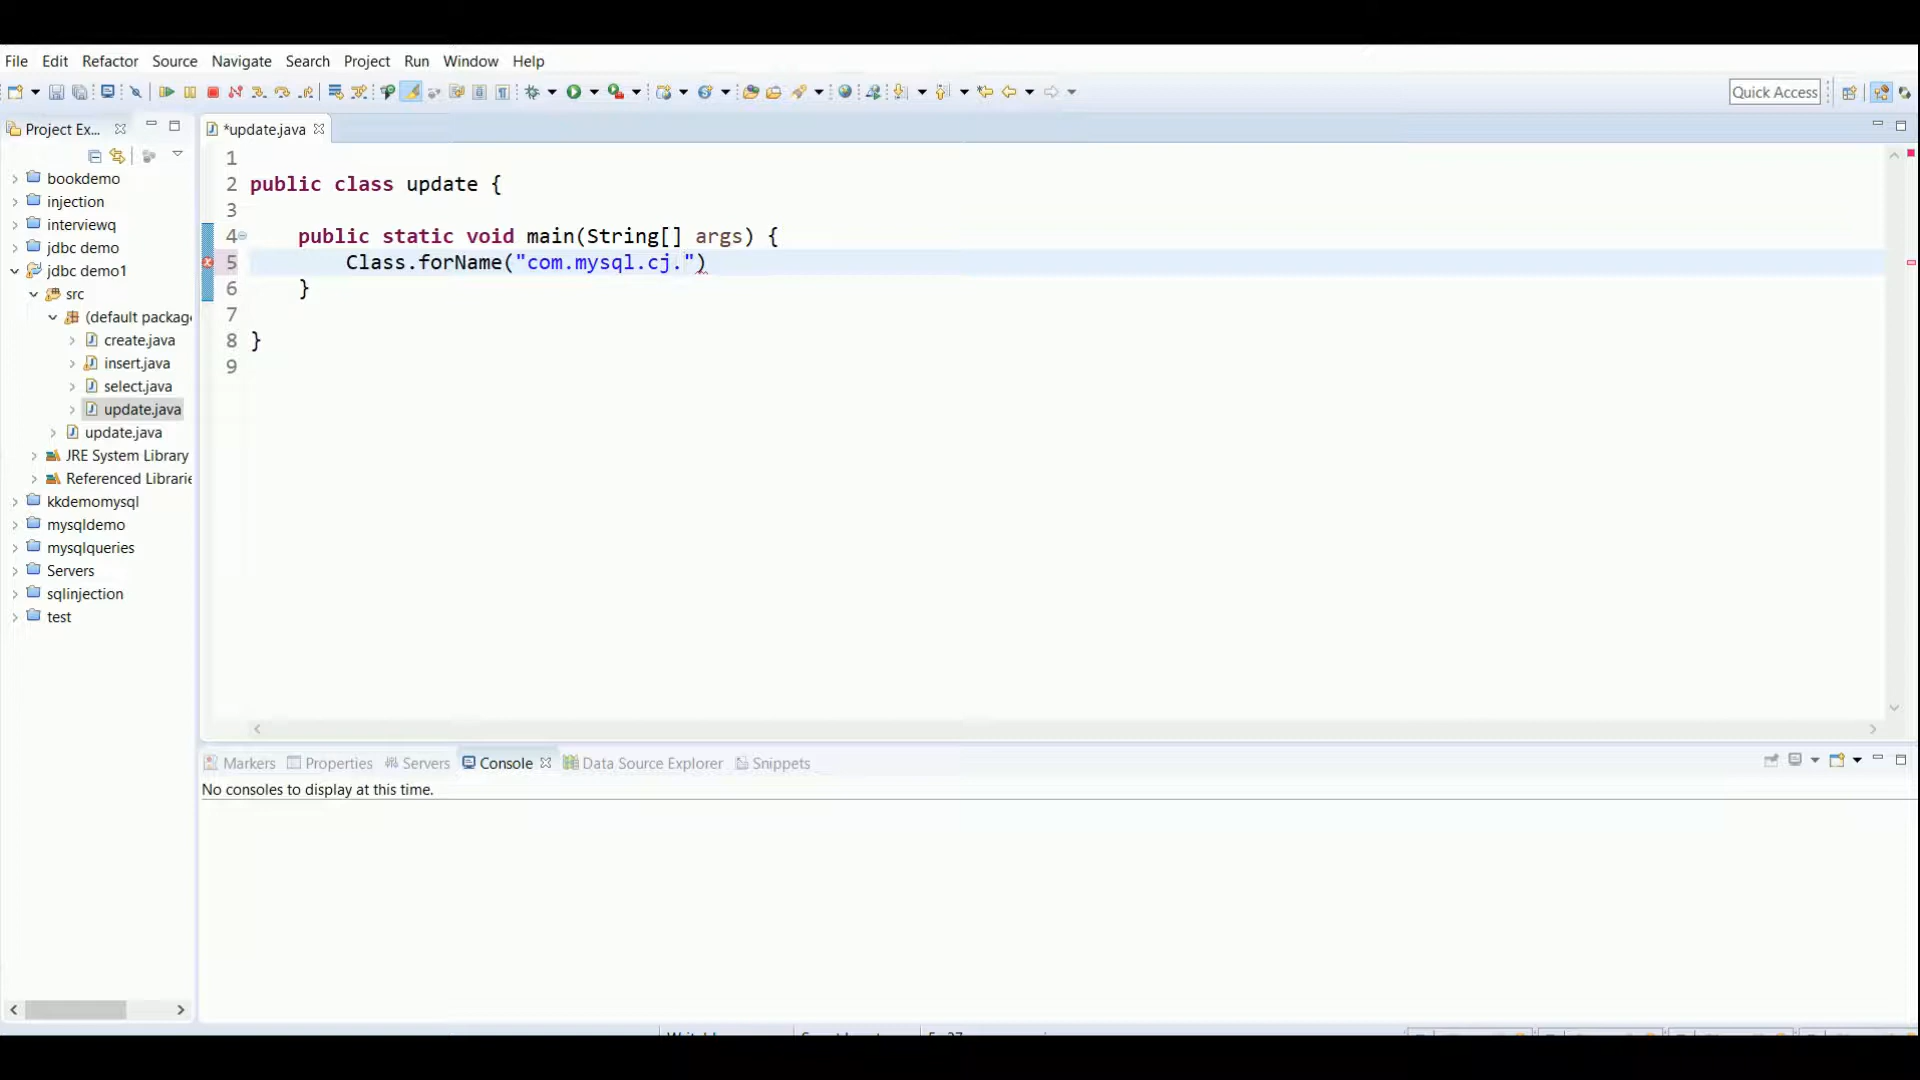 File Edit Refactor Source Navigate Search Project Run Window Help
Quick Access
Project Ex...
*update.java
bookdemo
injection
interviewq
jdbc demo
jdbc demo1
src
(default package
create.java
insert.java
select.java
update.java
update.java
JRE System Library
Referenced Librarie
kkdemomysql
mysqldemo
mysqlqueries
Servers
sqlinjection
test
1
2 public class update {
3
4 public static void main(String[] args) {
5 Class.forName("com.mysql.cj.")
6 }
7
8 }
9
Markers Properties Servers Console Data Source Explorer Snippets
No consoles to display at this time.